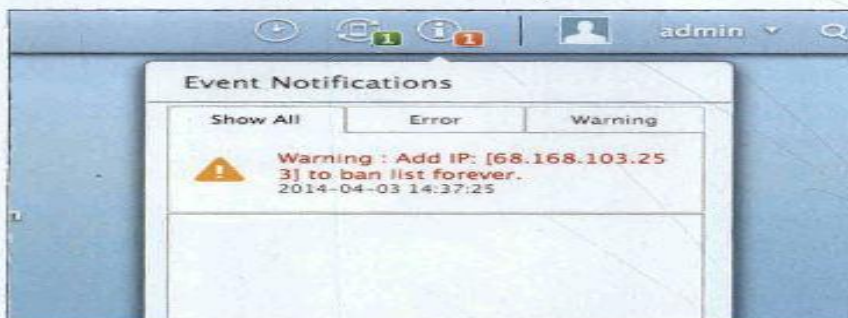 1 1 admin
Event Notifications
Show All Error Warning
Warning : Add IP: [68.168.103.25
3] to ban list forever.
2014-04-03 14:37:25